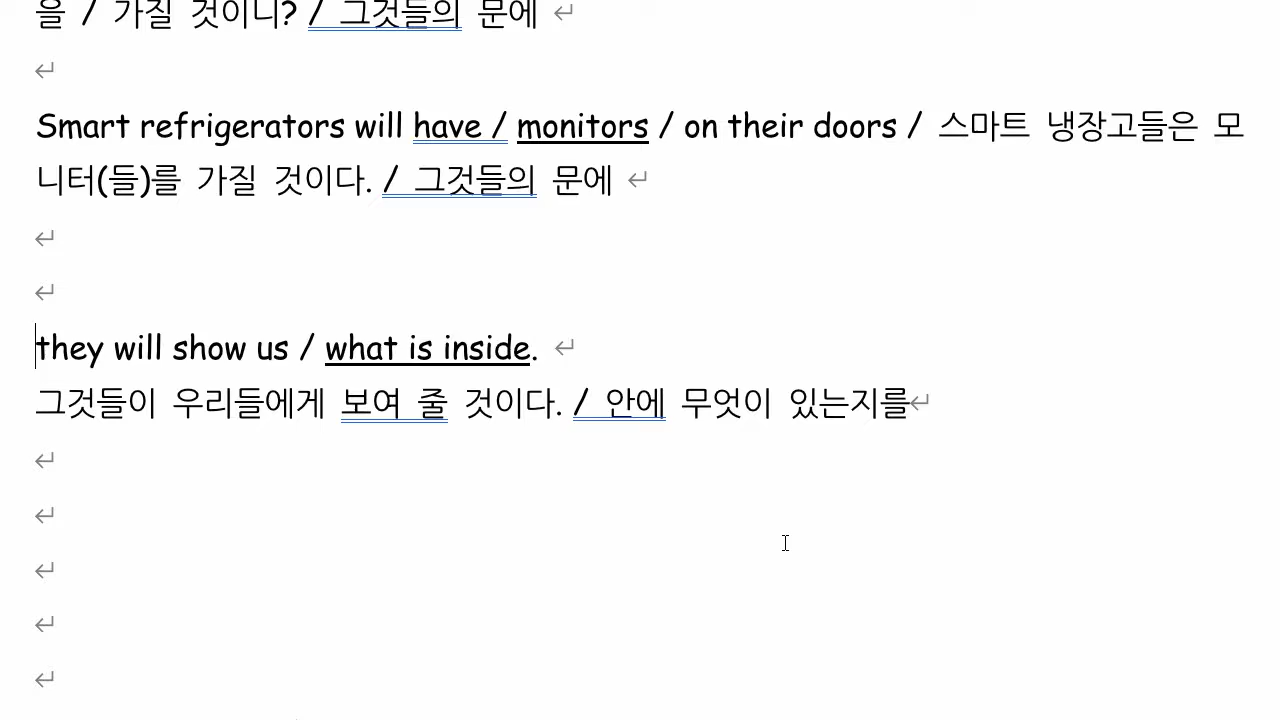 을 / 가질 것이니? / 그것들의 문에
Smart refrigerators will have / monitors / on their doors / 스마트 냉장고들은 모
니터(들)를 가질 것이다. / 그것들의 문에
they will show us / what is inside.
그것들이 우리들에게 보여 줄 것이다. / 안에 무엇이 있는지를